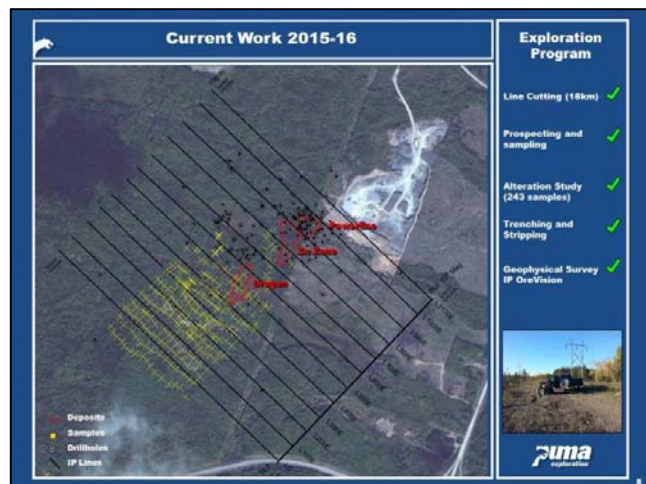 Current Work 2015-16
Powerline
Zn Zone
Dragon
Deposits
Samples
Drillholes
IP Lines
Exploration
Program
Line Cutting (18km)
Prospecting and
sampling
Alteration Study
(243 samples)
Trenching and
Stripping
Geophysical Survey
IP OreVision
Puma
exploration